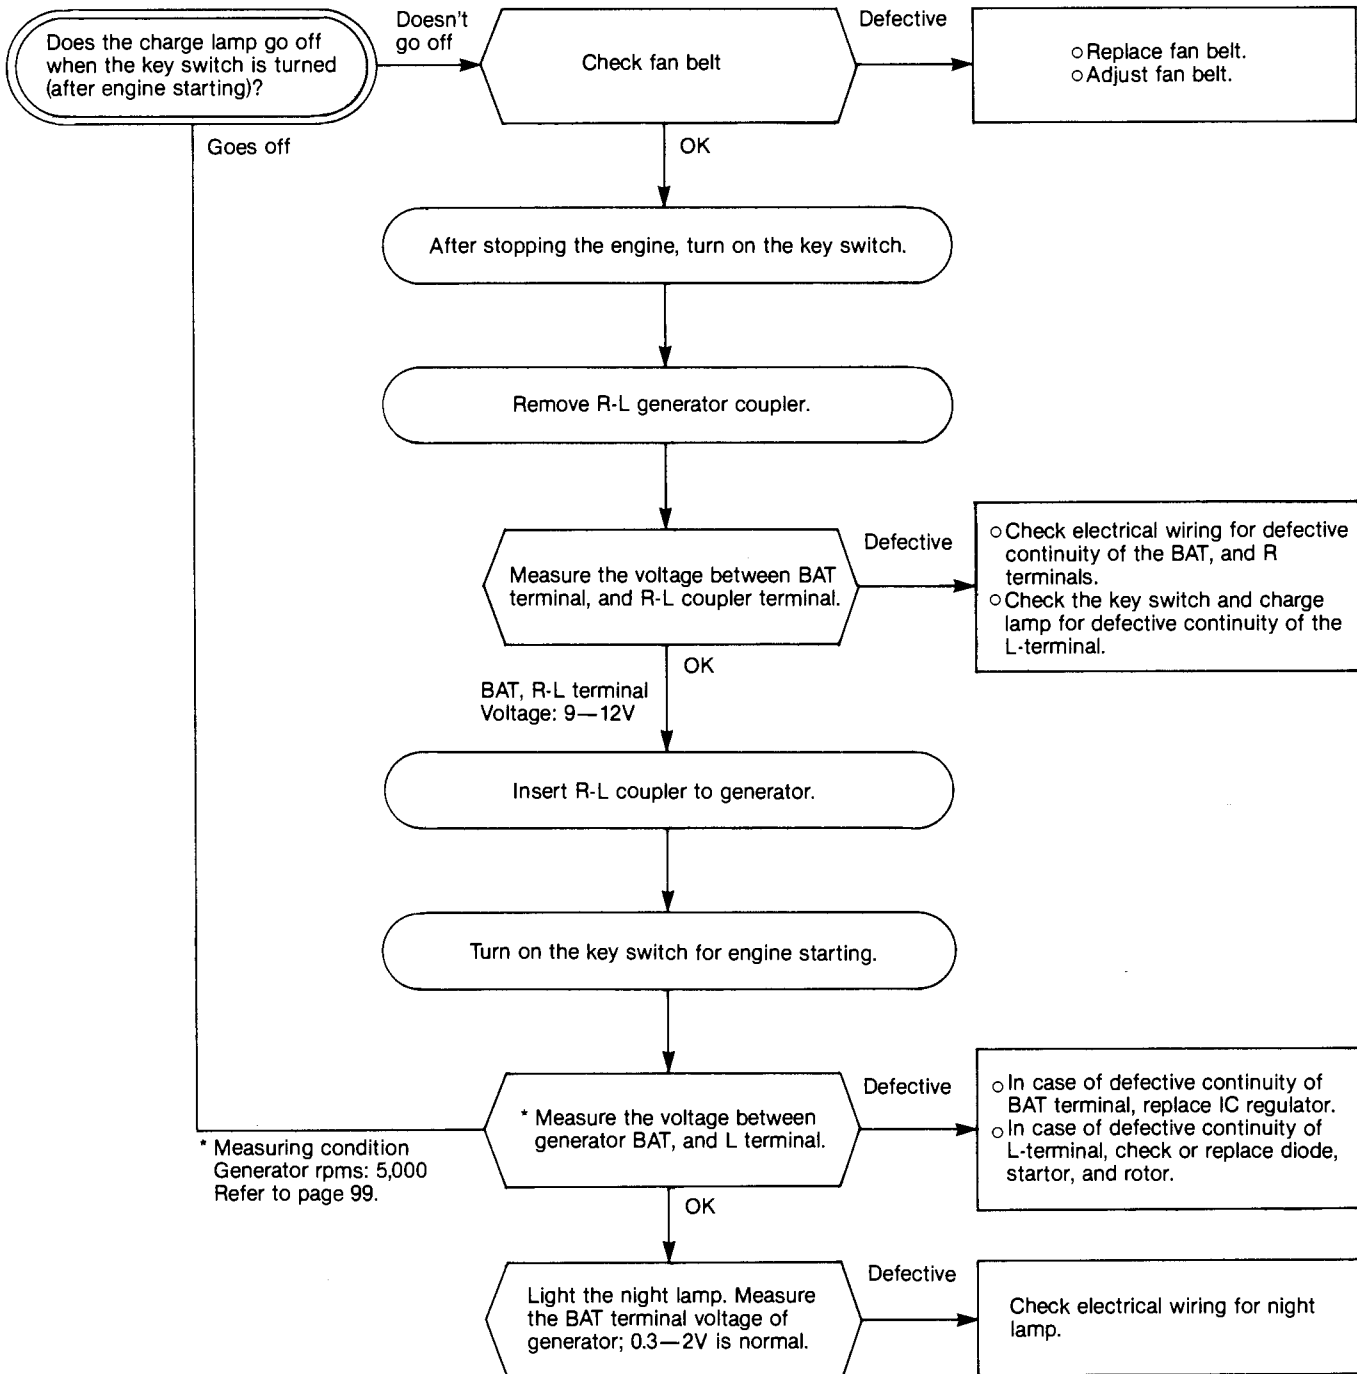 Does the charge lamp go off
when the key switch is turned
(after engine starting)?
Doesn't
go off
Check fan belt
Defective
○ Replace fan belt.
○ Adjust fan belt.
Goes off
OK
After stopping the engine, turn on the key switch.
Remove R-L generator coupler.
Measure the voltage between BAT
terminal, and R-L coupler terminal.
Defective
○ Check electrical wiring for defective
continuity of the BAT, and R
terminals.
○ Check the key switch and charge
lamp for defective continuity of the
L-terminal.
OK
BAT, R-L terminal
Voltage: 9—12V
Insert R-L coupler to generator.
Turn on the key switch for engine starting.
* Measure the voltage between
generator BAT, and L terminal.
Defective
○ In case of defective continuity of
BAT terminal, replace IC regulator.
○ In case of defective continuity of
L-terminal, check or replace diode,
startor, and rotor.
* Measuring condition
Generator rpms: 5,000
Refer to page 99.
OK
Light the night lamp. Measure
the BAT terminal voltage of
generator; 0.3—2V is normal.
Defective
Check electrical wiring for night
lamp.